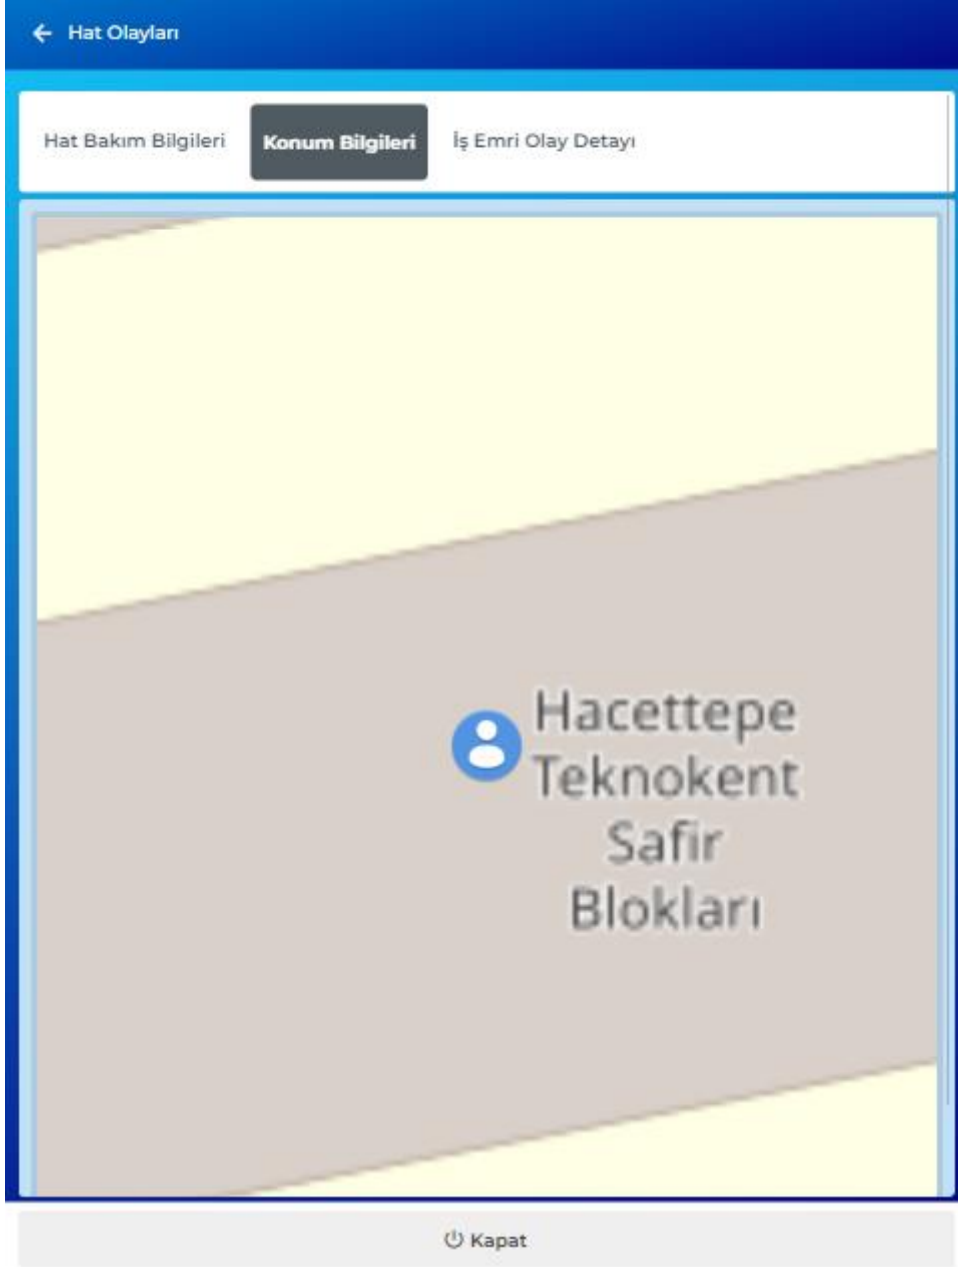 Hat Olayları
Hat Bakım Bilgileri
Konum Bilgileri
İş Emri Olay Detayı
Hacettepe
Teknokent
Safir
Blokları
Kapat